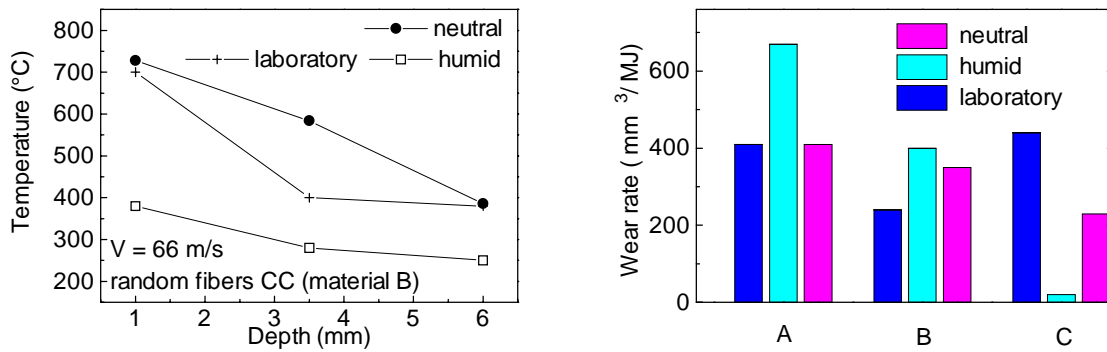 800
700
600
500
400
300
200
Temperature (°C)
neutral
laboratory
humid
V = 66 m/s
random fibers CC (material B)
1 2 3 4 5 6
Depth (mm)
600
400
200
0
Wear rate ( mm ³/ MJ)
neutral
humid
laboratory
A B C